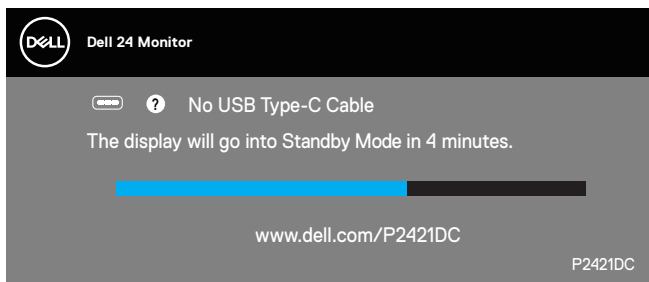 DELL Dell 24 Monitor
? No USB Type-C Cable
The display will go into Standby Mode in 4 minutes.
www.dell.com/P2421DC
P2421DC